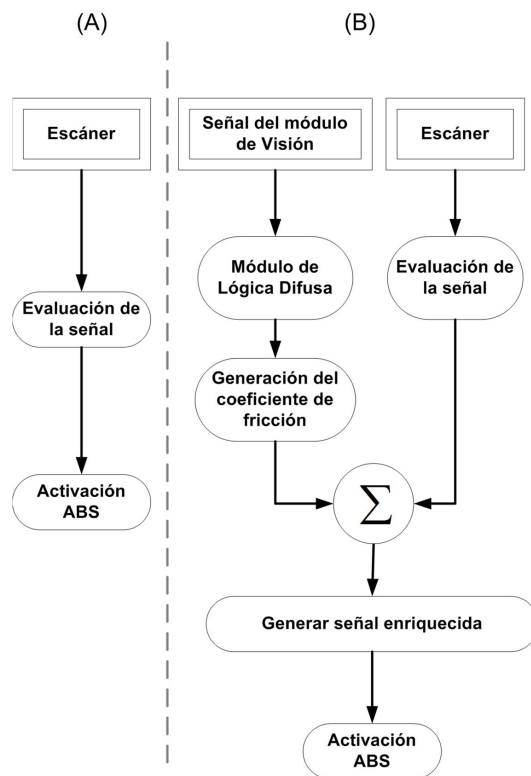 (A)
(B)
Escáner
Señal del módulo
de Visión
Escáner
Módulo de
Lógica Difusa
Evaluación de
la señal
Evaluación de
la señal
Generación del
coeficiente de
fricción
Activación
ABS
Σ
Generar señal enriquecida
Activación
ABS